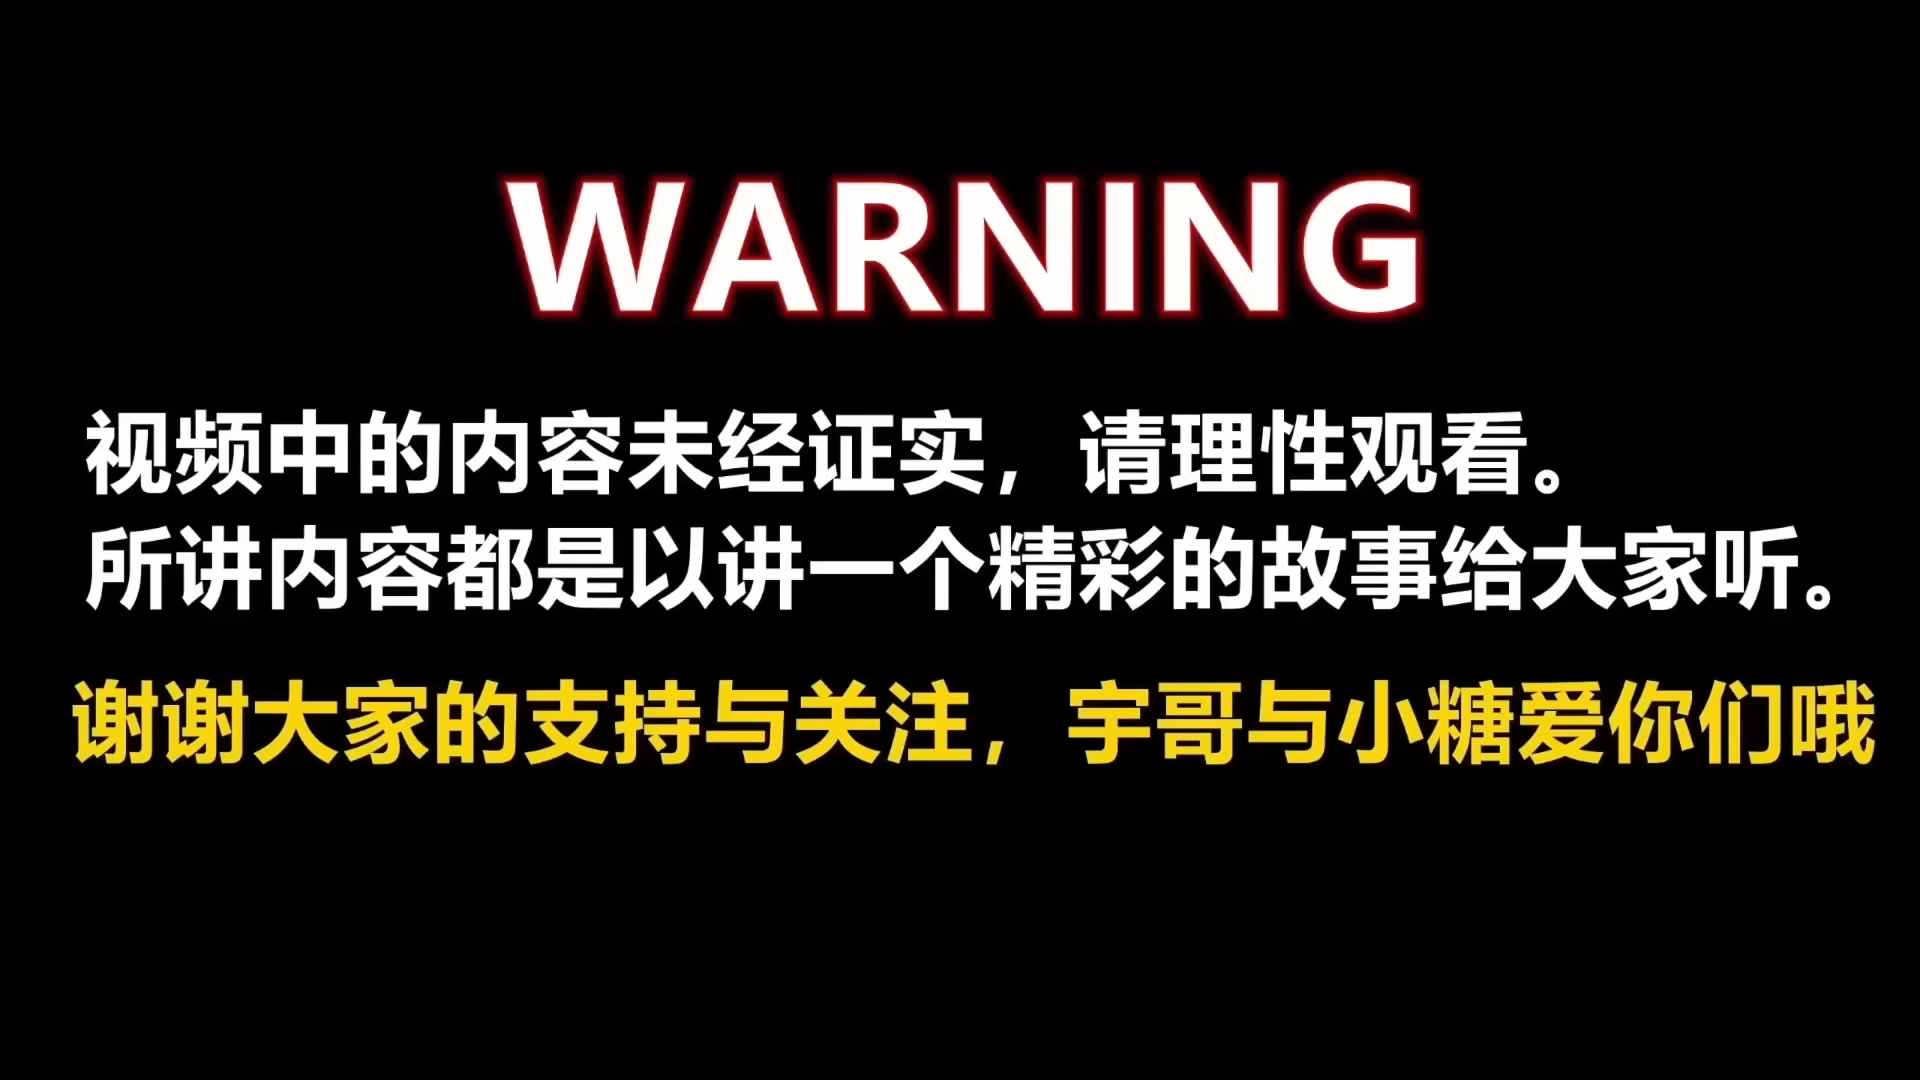 WARNING
视频中的内容未经证实，请理性观看。
所讲内容都是以讲一个精彩的故事给大家听。
谢谢大家的支持与关注，宇哥与小糖爱你们哦